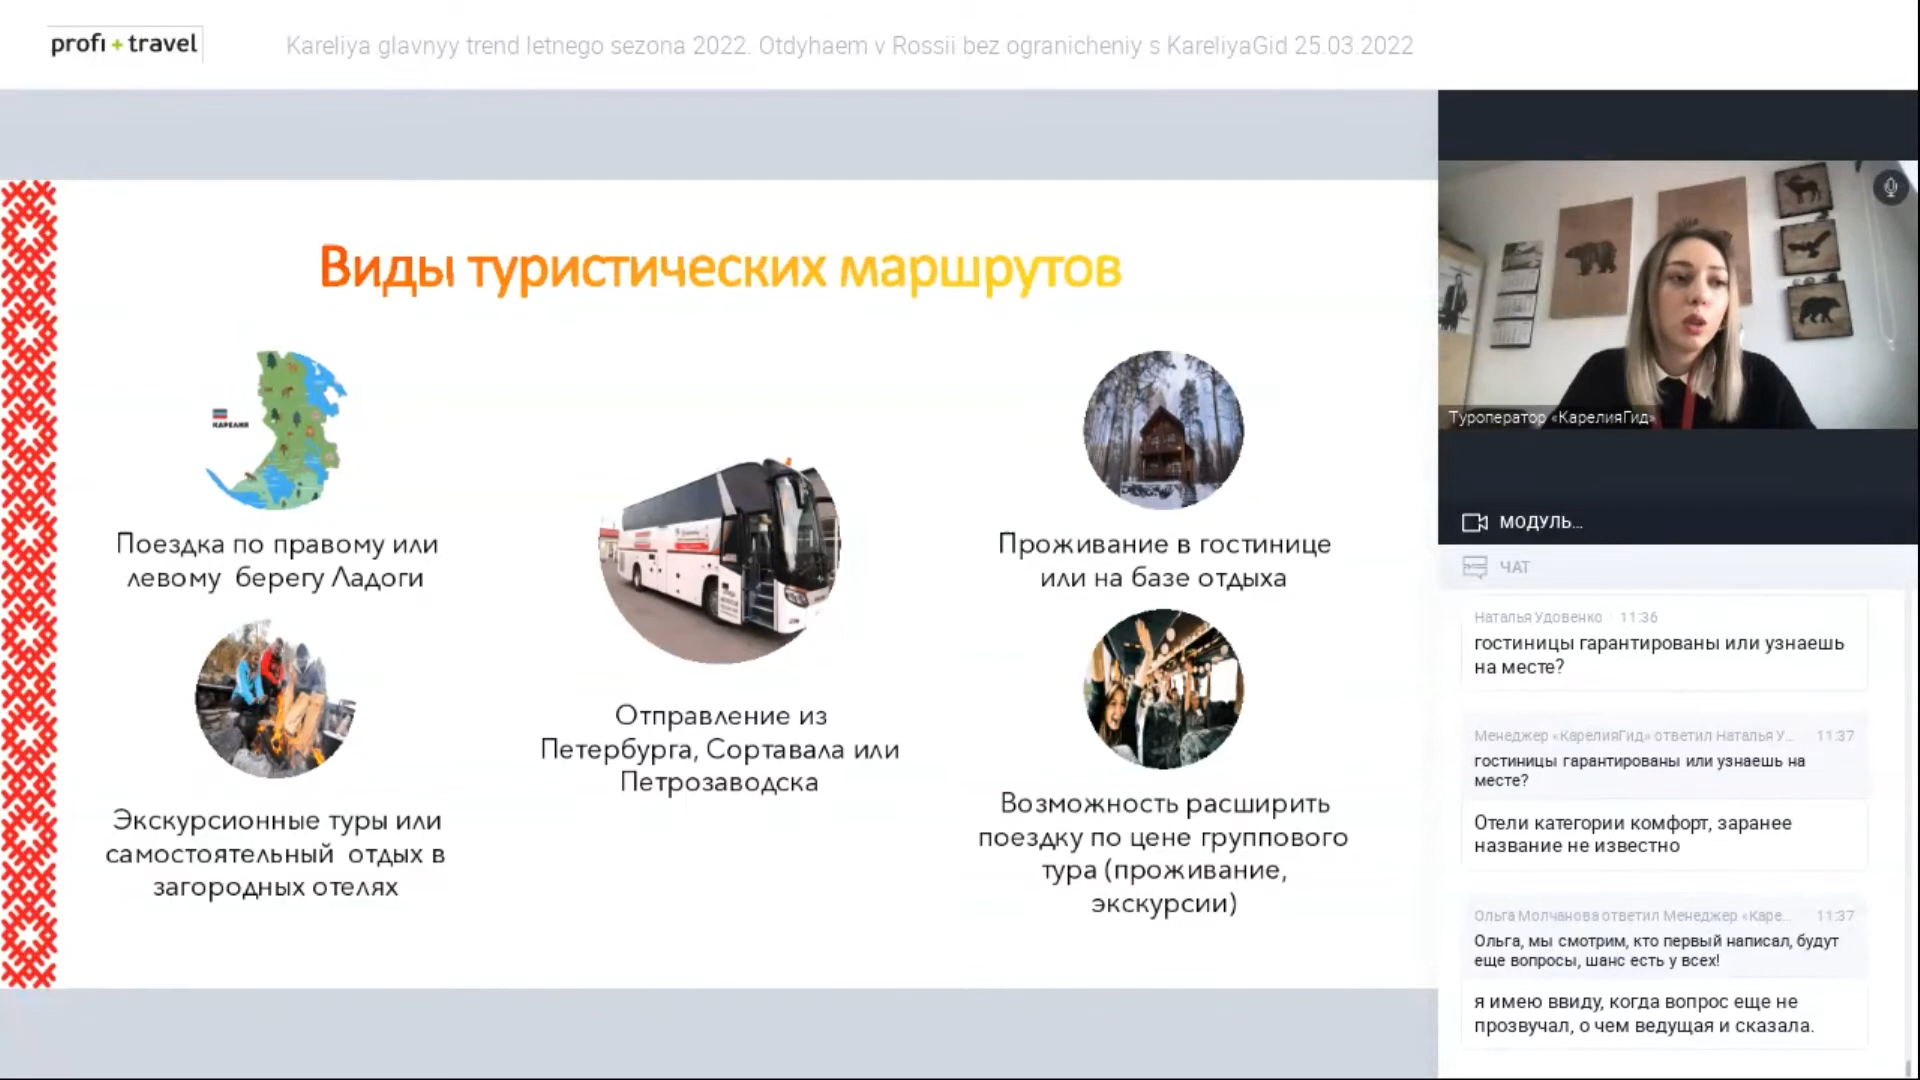 profi + travel
Kareliya glavnyy trend letnego sezona 2022. Otdyhaem v Rossii bez ogranicheniy s KareliyaGid 25.03.2022
Виды туристических маршрутов
КАРЕЛИЯ
Поездка по правому или
левому берегу Ладоги
Экскурсионные туры или
самостоятельный отдых в
загородных отелях
Отправление из
Петербурга, Сортавала или
Петрозаводска
Проживание в гостинице
или на базе отдыха
Возможность расширить
поездку по цене группового
тура (проживание,
экскурсии)
Туроператор «КарелияГид»
МОДУЛЬ...
ЧАТ
Наталья Удовенко 11:36
гостиницы гарантированы или узнаешь
на месте?
Менеджер «КарелияГид» ответил Наталья У... 11:37
гостиницы гарантированы или узнаешь на
месте?
Отели категории комфорт, заранее
название не известно
Ольга Молчанова ответил Менеджер «Каре... 11:37
Ольга, мы смотрим, кто первый написал, будут
еще вопросы, шанс есть у всех!
я имею ввиду, когда вопрос еще не
прозвучал, о чем ведущая и сказала.